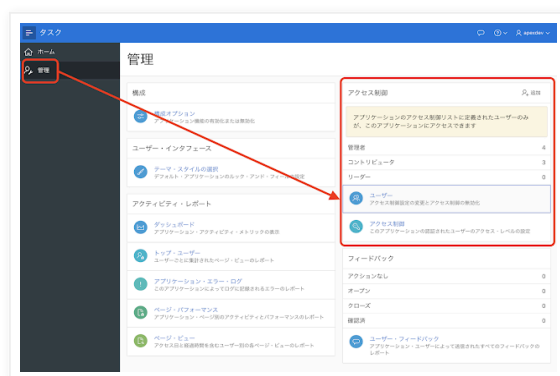 タスク
apexder
ホーム
管理
管理
構成
構成オプション
アプリケーション機能の有効化または無効化
ユーザー・インタフェース
テーマ・スタイルの選択
デフォルト・アプリケーションのルック・アンド・フィールの設定
アクティビティ・レポート
ダッシュボード
アプリケーション・アクティビティ・メトリックの表示
トップ・ユーザー
ユーザーごとに集計されたページ・ビューのレポート
アプリケーション・エラー・ログ
このアプリケーションによってログに記録されるエラーのレポート
ページ・パフォーマンス
アプリケーション・ページ別のアクティビティとパフォーマンスのレポート
ページ・ビュー
アクセス日と経過時間を含むユーザー別の各ページ・ビューのレポート
アクセス制御
追加
アプリケーションのアクセス制御リストに定義されたユーザーのみ
が、このアプリケーションにアクセスできます
管理者 4
コントリビュータ 3
リーダー 0
ユーザー
アクセス制御設定の変更とアクセス制御の無効化
アクセス制御
このアプリケーションの認証されたユーザーのアクセス・レベルの設定
フィードバック
アクションなし 0
オープン 0
クローズ 0
確認済 0
ユーザー・フィードバック
アプリケーション・ユーザーによって送信されたすべてのフィードバックの
レポート